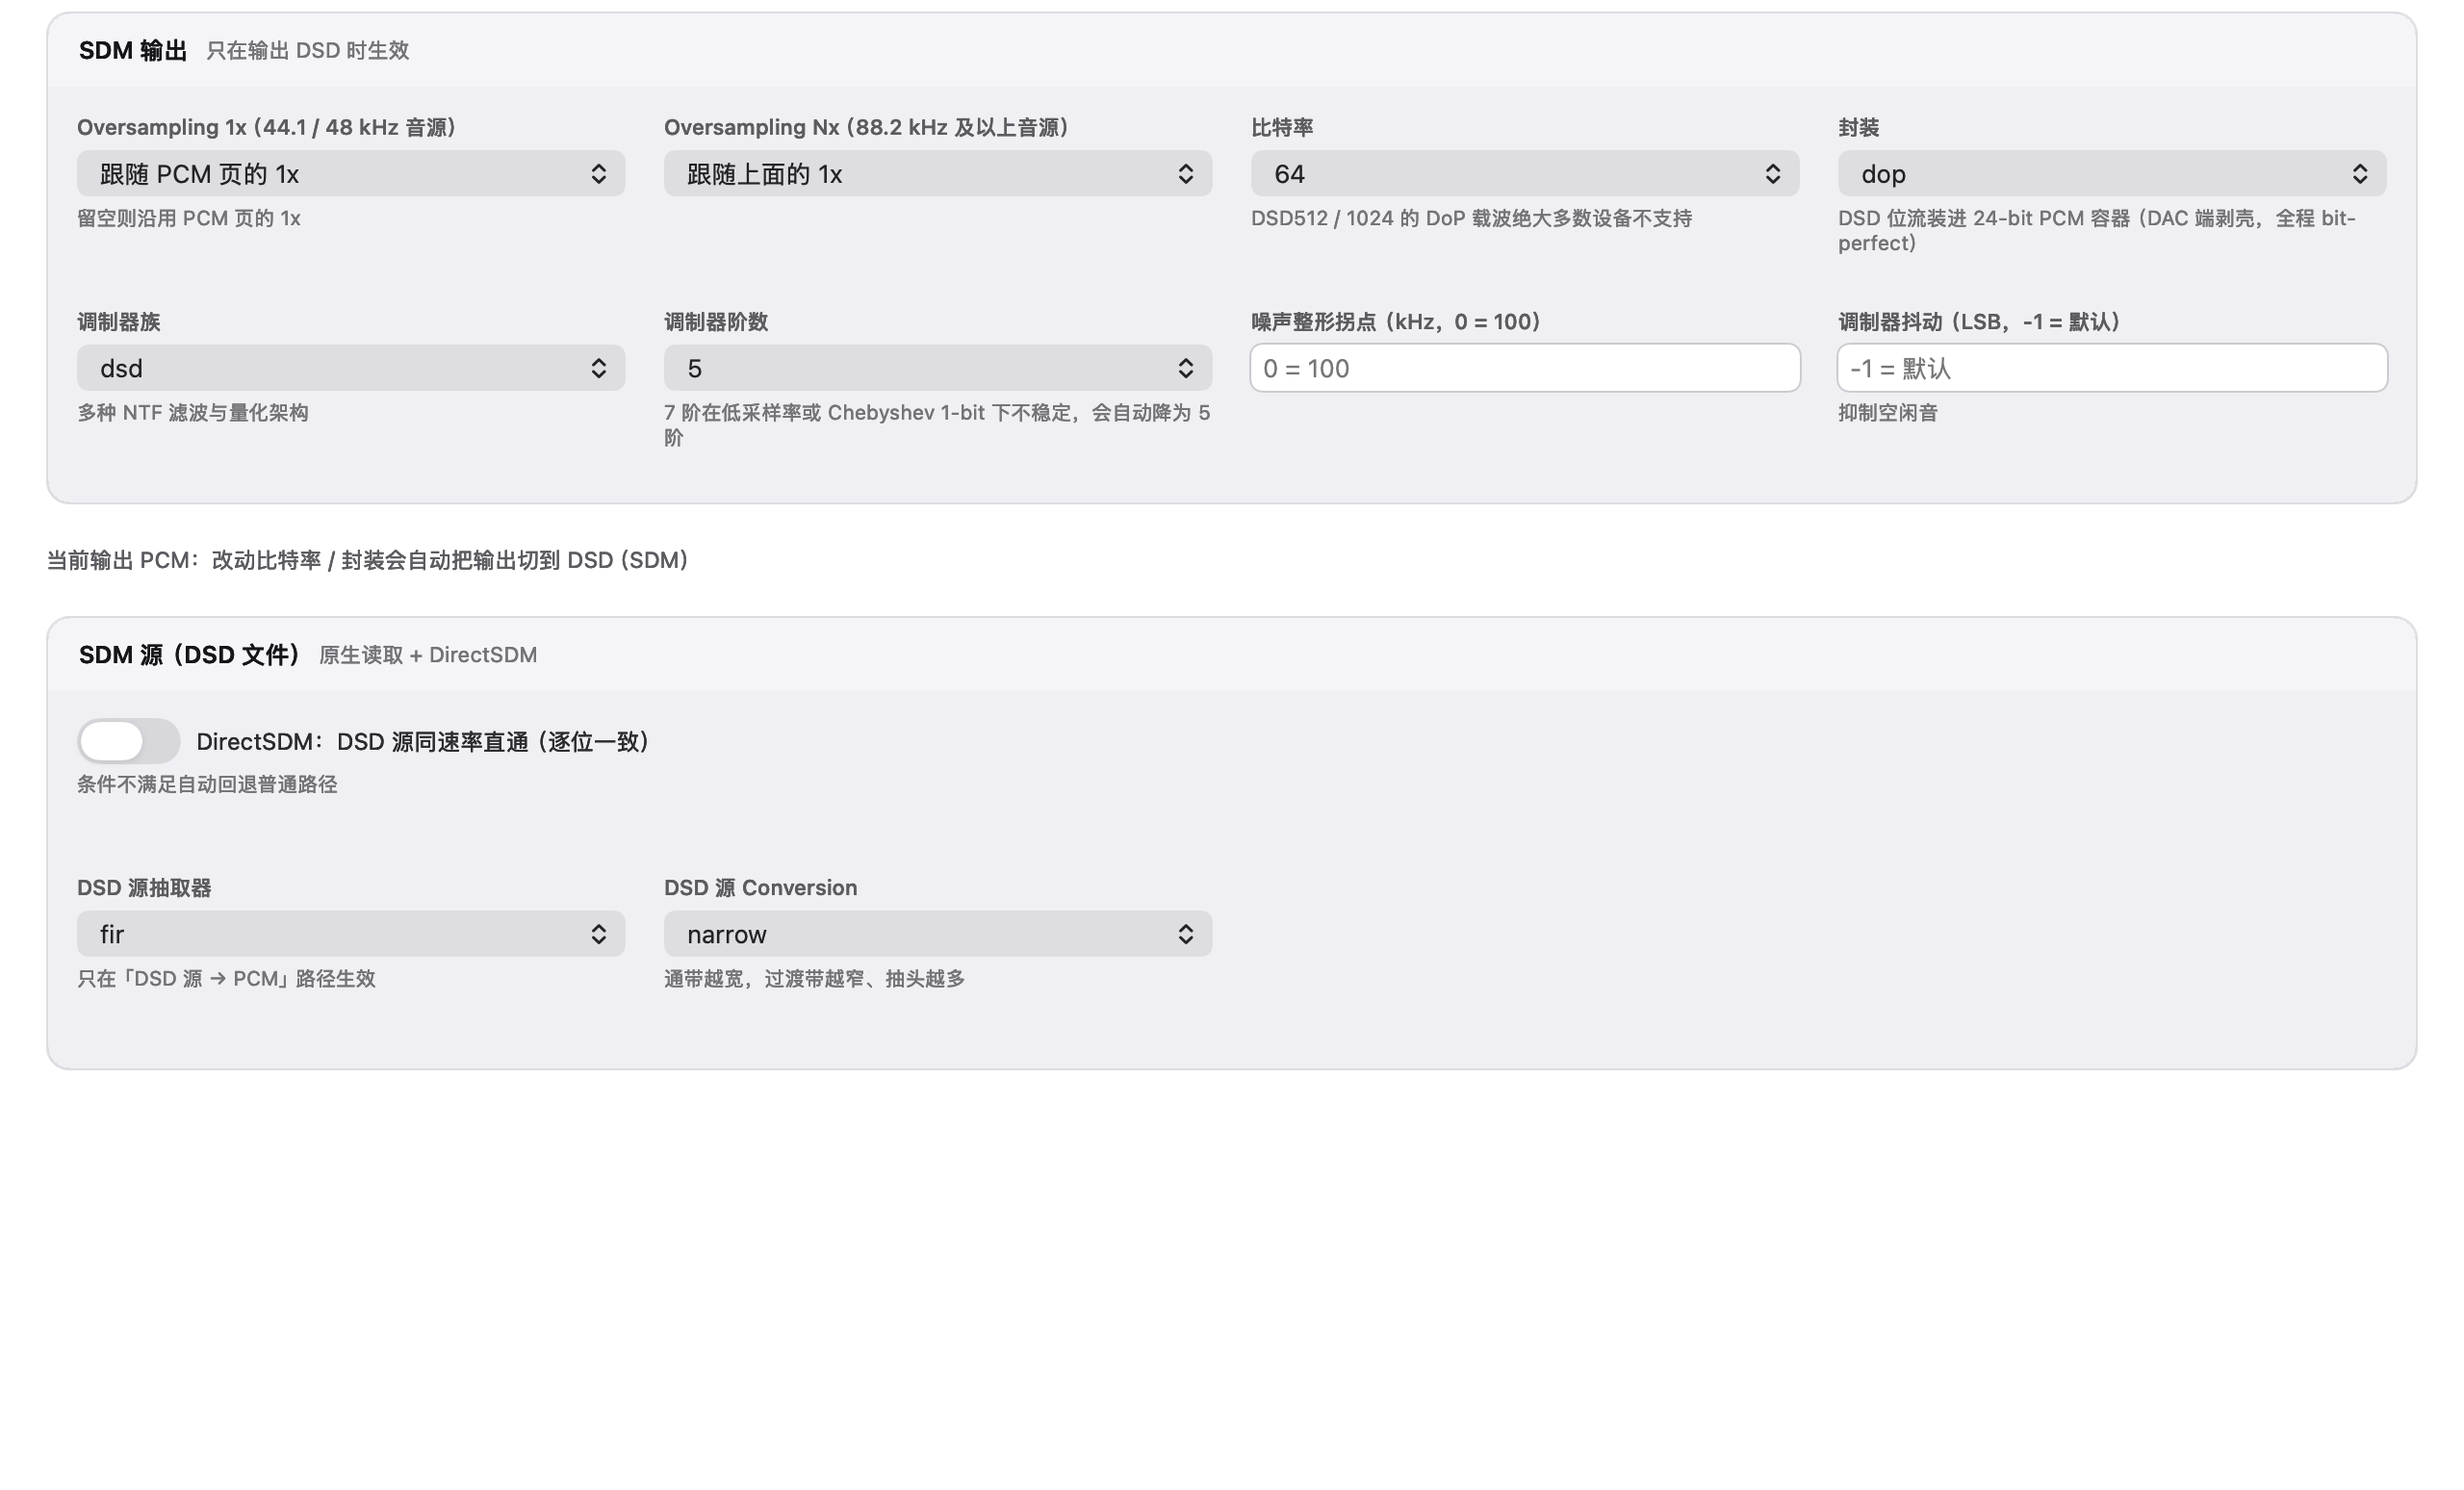 SDM 输出 只在输出 DSD 时生效
Oversampling 1x（44.1 / 48 kHz 音源）
跟随 PCM 页的 1x
留空则沿用 PCM 页的 1x
Oversampling Nx（88.2 kHz 及以上音源）
跟随上面的 1x
比特率
64
DSD512 / 1024 的 DoP 载波绝大多数设备不支持
封装
dop
DSD 位流装进 24-bit PCM 容器（DAC 端剥壳，全程 bit-
perfect）
调制器族
dsd
多种 NTF 滤波与量化架构
调制器阶数
5
7 阶在低采样率或 Chebyshev 1-bit 下不稳定，会自动降为 5
阶
噪声整形拐点（kHz，0 = 100）
0 = 100
调制器抖动（LSB，-1 = 默认）
-1 = 默认
抑制空闲音
当前输出 PCM：改动比特率 / 封装会自动把输出切到 DSD（SDM）
SDM 源（DSD 文件） 原生读取 + DirectSDM
DirectSDM：DSD 源同速率直通（逐位一致）
条件不满足自动回退普通路径
DSD 源抽取器
fir
只在「DSD 源 → PCM」路径生效
DSD 源 Conversion
narrow
通带越宽，过渡带越窄、抽头越多